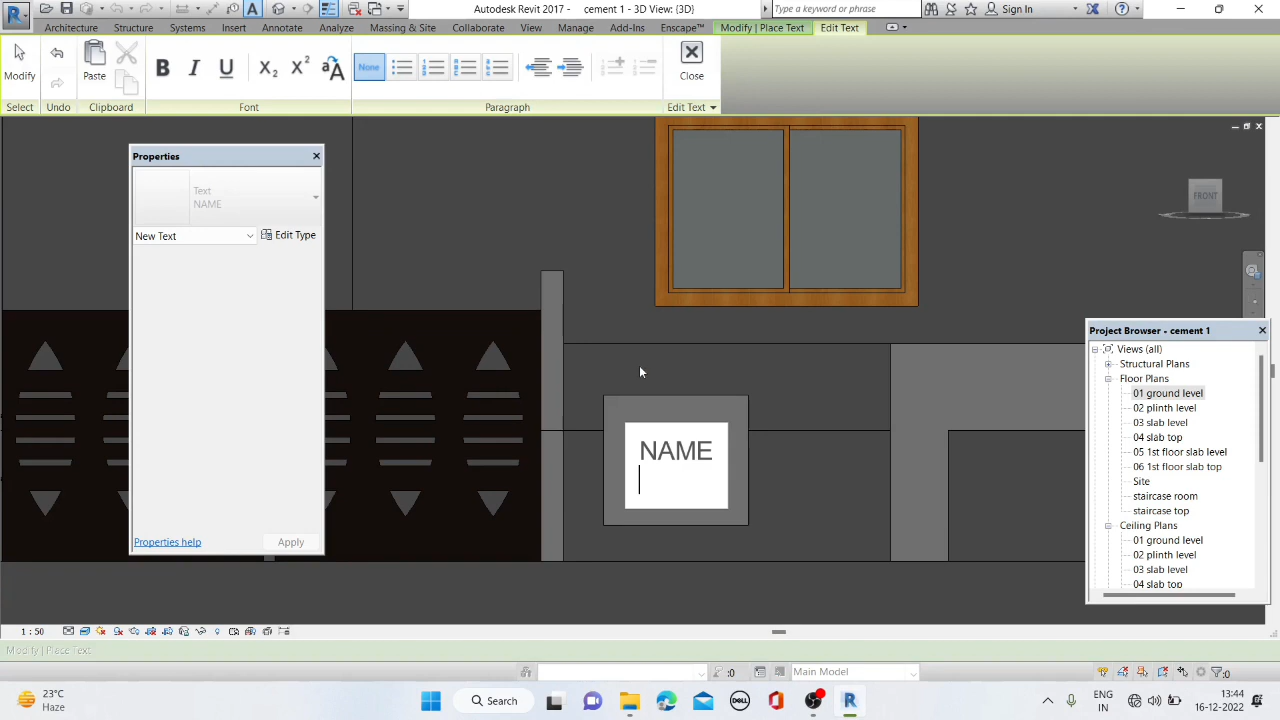 Autodesk Revit 2017 - cement 1 - 3D View: {3D}
Type a keyword or phrase
Sign In
Architecture Structure Systems Insert Annotate Analyze Massing & Site Collaborate View Manage Add-Ins Enscape™ Modify | Place Text Edit Text
Modify Paste None Close
Select Undo Clipboard Font Paragraph Edit Text
Properties
Text
NAME
New Text Edit Type
Properties help Apply
NAME
FRONT
Project Browser - cement 1
Views (all)
Structural Plans
Floor Plans
01 ground level
02 plinth level
03 slab level
04 slab top
05 1st floor slab level
06 1st floor slab top
Site
staircase room
staircase top
Ceiling Plans
01 ground level
02 plinth level
03 slab level
04 slab top
1 : 50
Modify | Place Text
:0 Main Model :0
23°C
Haze
Search
ENG
IN
13:44
16-12-2022